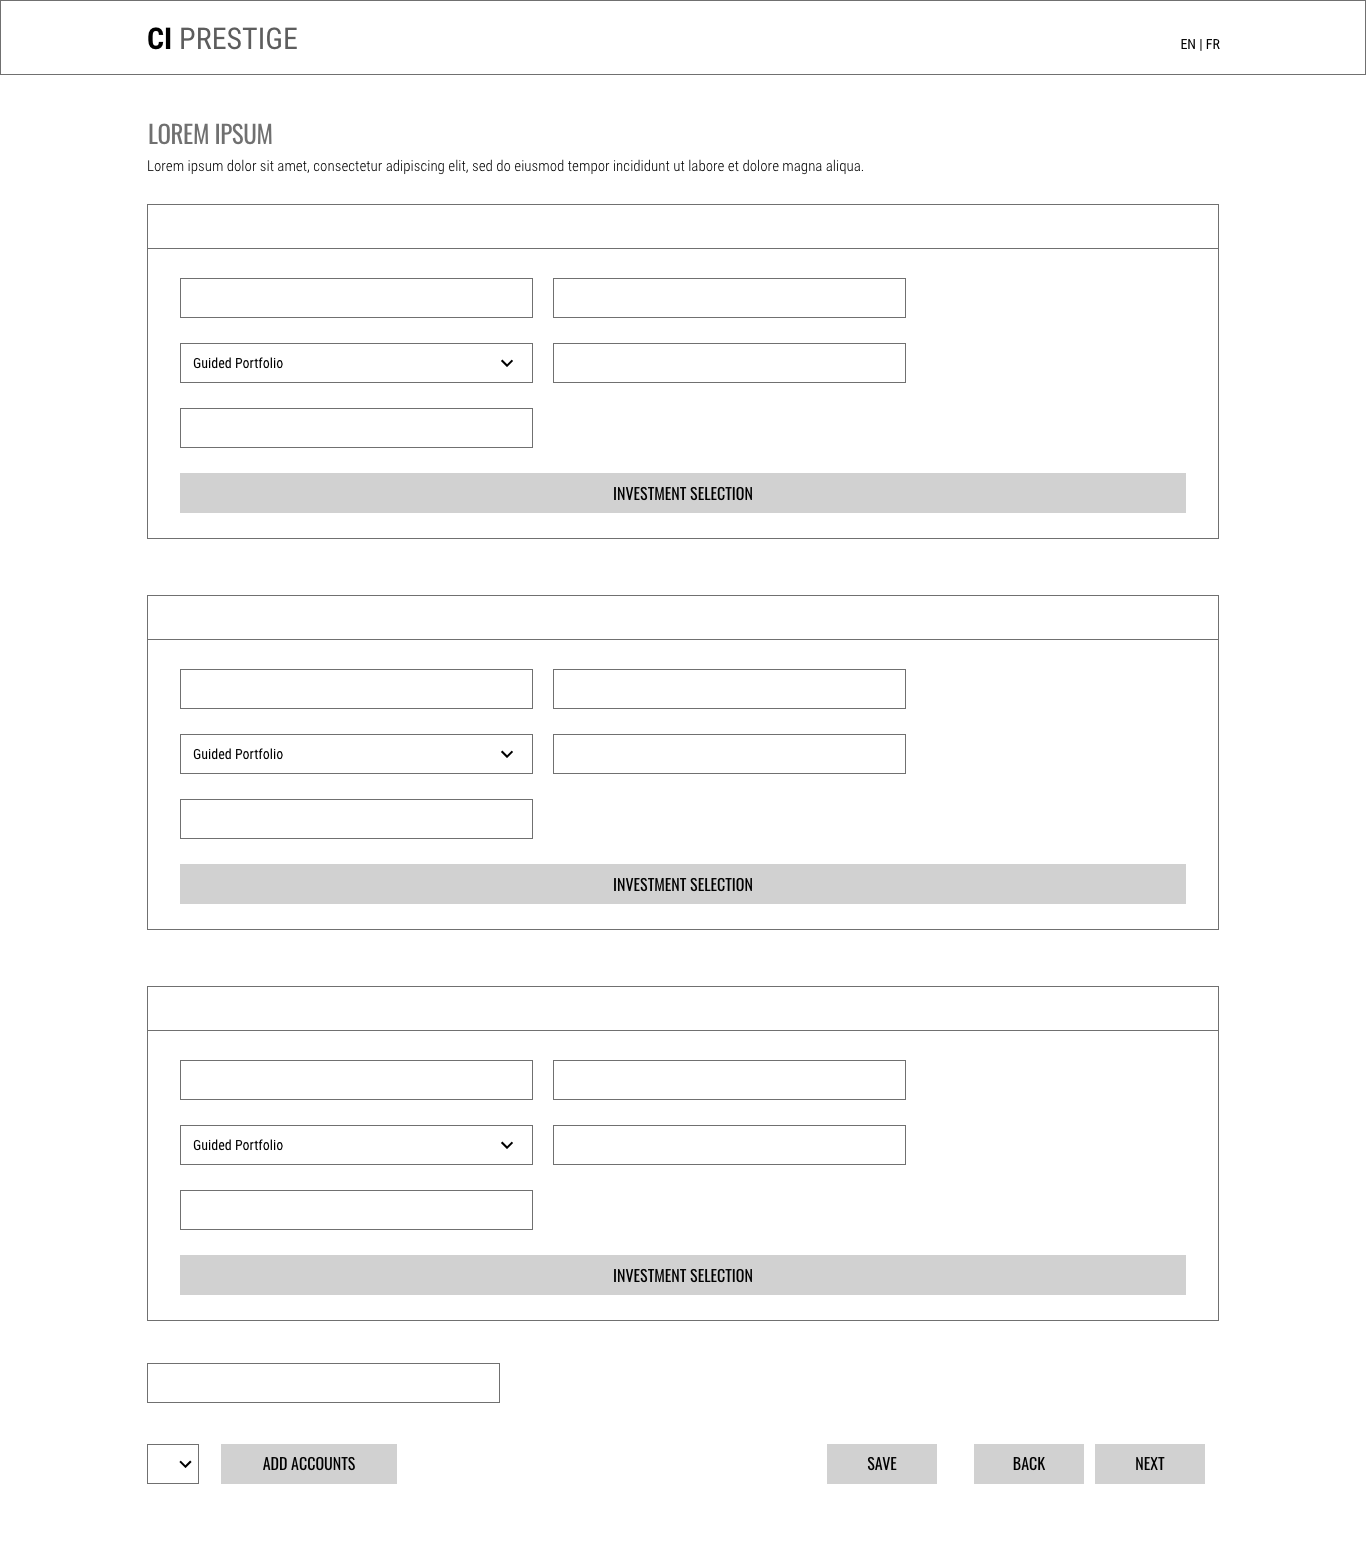 CI PRESTIGE
EN | FR
LOREM IPSUM
Lorem ipsum dolor sit amet, consectetur adipiscing elit, sed do eiusmod tempor incididunt ut labore et dolore magna aliqua.
Guided Portfolio
INVESTMENT SELECTION
Guided Portfolio
INVESTMENT SELECTION
Guided Portfolio
INVESTMENT SELECTION
ADD ACCOUNTS
SAVE
BACK
NEXT